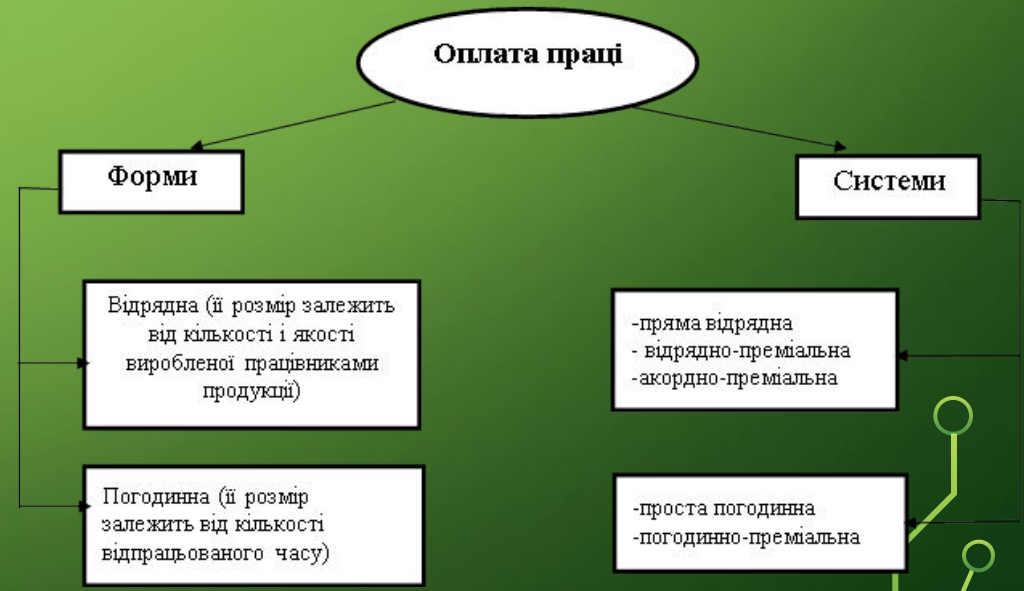 Оплата праці
Форми
Системи
Відрядна (її розмір залежить
від кількості і якості
виробленої працівниками
продукції)
-пряма відрядна
- відрядно-преміальна
-акордно-преміальна
Погодинна (її розмір
залежить від кількості
відпрацьованого часу)
-проста погодинна
-погодинно-преміальна